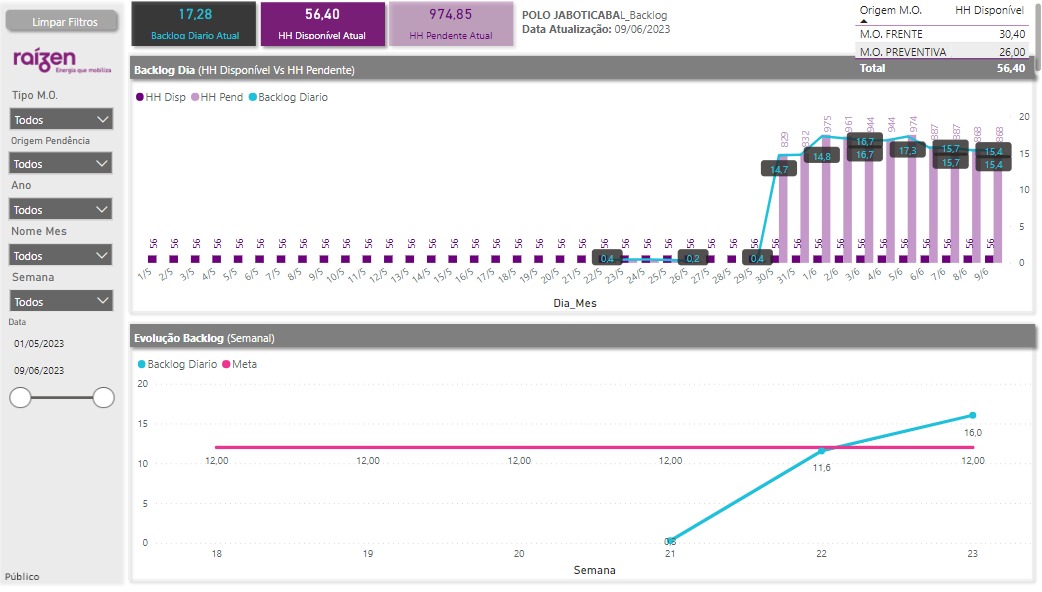 Limpar Filtros
raízen
Energia que mobiliza
Tipo M.O.
Todos
Origem Pendência
Todos
Ano
Todos
Nome Mes
Todos
Semana
Todos
Data
01/05/2023
09/06/2023
Público
17,28
Backlog Diario Atual
56,40
HH Disponível Atual
974,85
HH Pendente Atual
POLO JABOTICABAL_Backlog
Data Atualização: 09/06/2023
Origem M.O. HH Disponível
M.O. FRENTE 30,40
M.O. PREVENTIVA 26,00
Total 56,40
Backlog Dia (HH Disponível Vs HH Pendente)
HH Disp HH Pend Backlog Diario
20
15
10
5
0
829 832 975 961 944 944 974 887 887 868 868
14,7 14,8 16,7 16,7 17,3 15,7 15,7 15,4 15,4
56 56 56 56 56 56 56 56 56 56 56 56 56 56 56 56 56 56 56 56 56 56 56 56 56 56 56 56 56 56 56 56 56 56 56 56 56 56 56 56
0,4 0,2 0,4
1/5 2/5 3/5 4/5 5/5 6/5 7/5 8/5 9/5 10/5 11/5 12/5 13/5 14/5 15/5 16/5 17/5 18/5 19/5 20/5 21/5 22/5 23/5 24/5 25/5 26/5 27/5 28/5 29/5 30/5 31/5 1/6 2/6 3/6 4/6 5/6 6/6 7/6 8/6 9/6
Dia_Mes
Evolução Backlog (Semanal)
Backlog Diario Meta
20
15
10
5
0
12,00 12,00 12,00 12,00 11,6 16,0 12,00
0,3
18 19 20 21 22 23
Semana